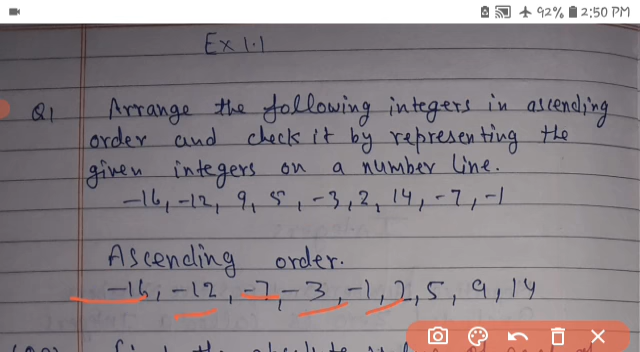 92% 2:50 PM
Ex 1.1
Q1 Arrange the following integers in ascending
order and check it by representing the
given integers on a number line.
-16, -12, 9, 5, -3, 2, 14, -7, -1
Ascending order.
-16, -12, -7, -3, -1, 2, 5, 9, 14